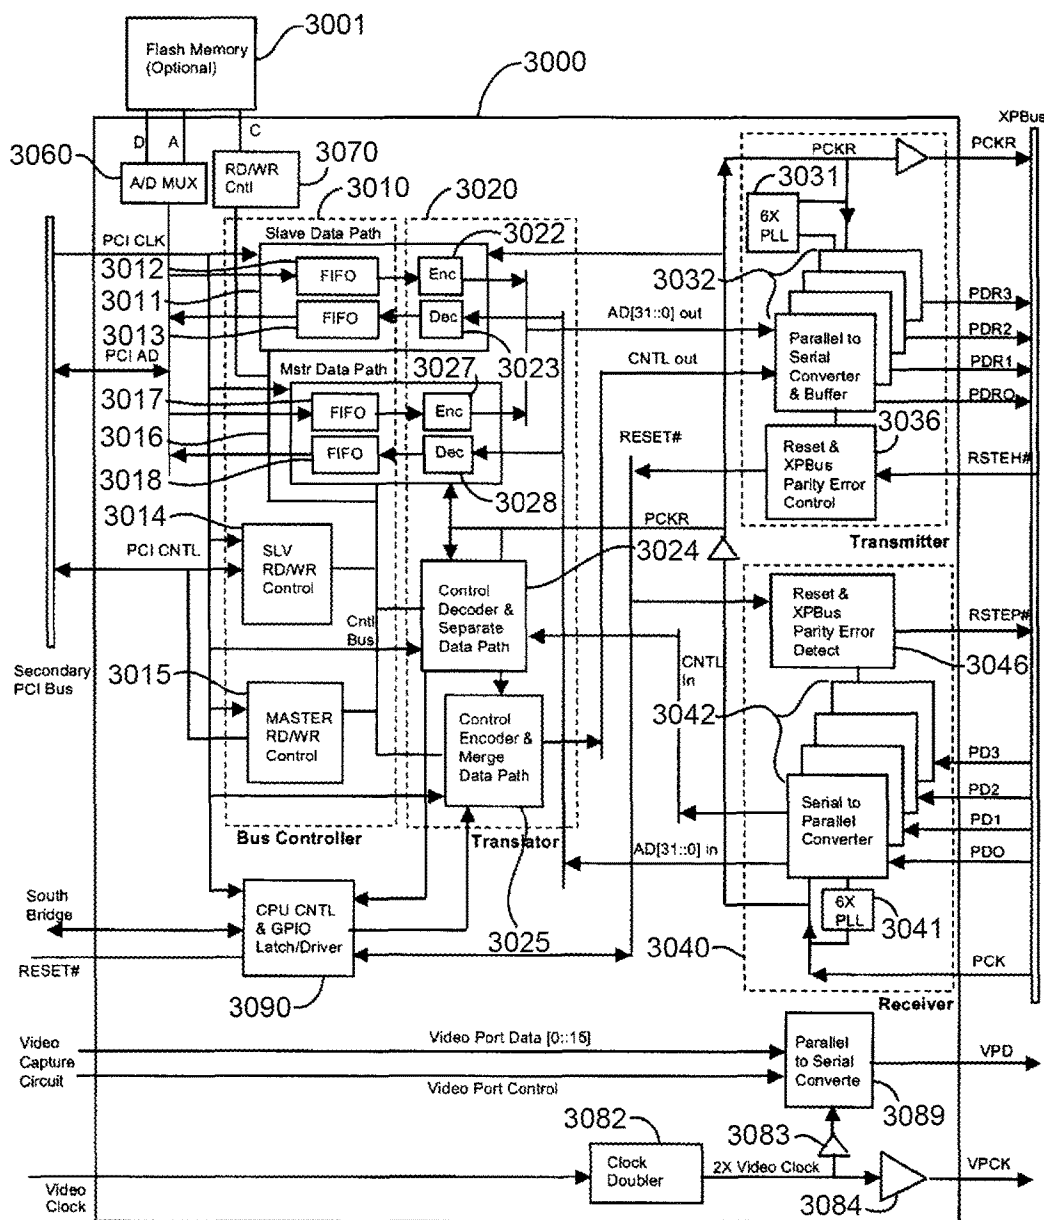 3001
Flash Memory
(Optional)
3000
XPBus
D
A
C
3060
A/D MUX
RD/WR
Cntl
3070
3010
3020
PCKR
PCKR
3031
6X
PLL
Slave Data Path
PCI CLK
3012
FIFO
Enc
3022
3011
3013
FIFO
Dec
3023
PCI AD
3032
AD[31::0] out
CNTL out
Parallel to
Serial
Converter
& Buffer
PDR3
PDR2
PDR1
PDRO
Mstr Data Path
3027
3017
FIFO
Enc
3016
3018
FIFO
Dec
3028
RESET#
3036
Reset &
XPBus
Parity Error
Control
RSTEH#
Transmitter
3014
PCI CNTL
SLV
RD/WR
Control
PCKR
3024
Control
Decoder &
Separate
Data Path
Cntl
Bus
Reset &
XPBus
Parity Error
Detect
RSTEP#
3046
CNTL
In
Secondary
PCI Bus
3015
MASTER
RD/WR
Control
Control
Encoder &
Merge
Data Path
3042
Serial to
Parallel
Converter
PD3
PD2
PD1
PDO
Bus Controller
Translator
AD[31::0] in
South
Bridge
CPU CNTL
& GPIO
Latch/Driver
3025
6X
PLL
3041
3040
RESET#
3090
PCK
Receiver
Video
Capture
Circuit
Video Port Data [0::15]
Video Port Control
Parallel
to Serial
Converte
VPD
3089
3082
3083
Clock
Doubler
2X Video Clock
VPCK
3084
Video
Clock